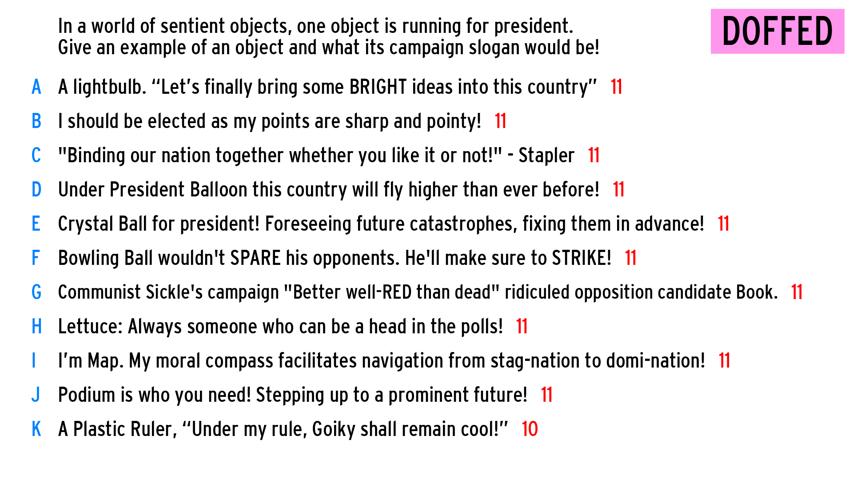 In a world of sentient objects, one object is running for president.
Give an example of an object and what its campaign slogan would be!
DOFFED
A A lightbulb. “Let’s finally bring some BRIGHT ideas into this country” 11
B I should be elected as my points are sharp and pointy! 11
C "Binding our nation together whether you like it or not!" - Stapler 11
D Under President Balloon this country will fly higher than ever before! 11
E Crystal Ball for president! Foreseeing future catastrophes, fixing them in advance! 11
F Bowling Ball wouldn't SPARE his opponents. He'll make sure to STRIKE! 11
G Communist Sickle's campaign "Better well-RED than dead" ridiculed opposition candidate Book. 11
H Lettuce: Always someone who can be a head in the polls! 11
I I’m Map. My moral compass facilitates navigation from stag-nation to domi-nation! 11
J Podium is who you need! Stepping up to a prominent future! 11
K A Plastic Ruler, “Under my rule, Goiky shall remain cool!” 10